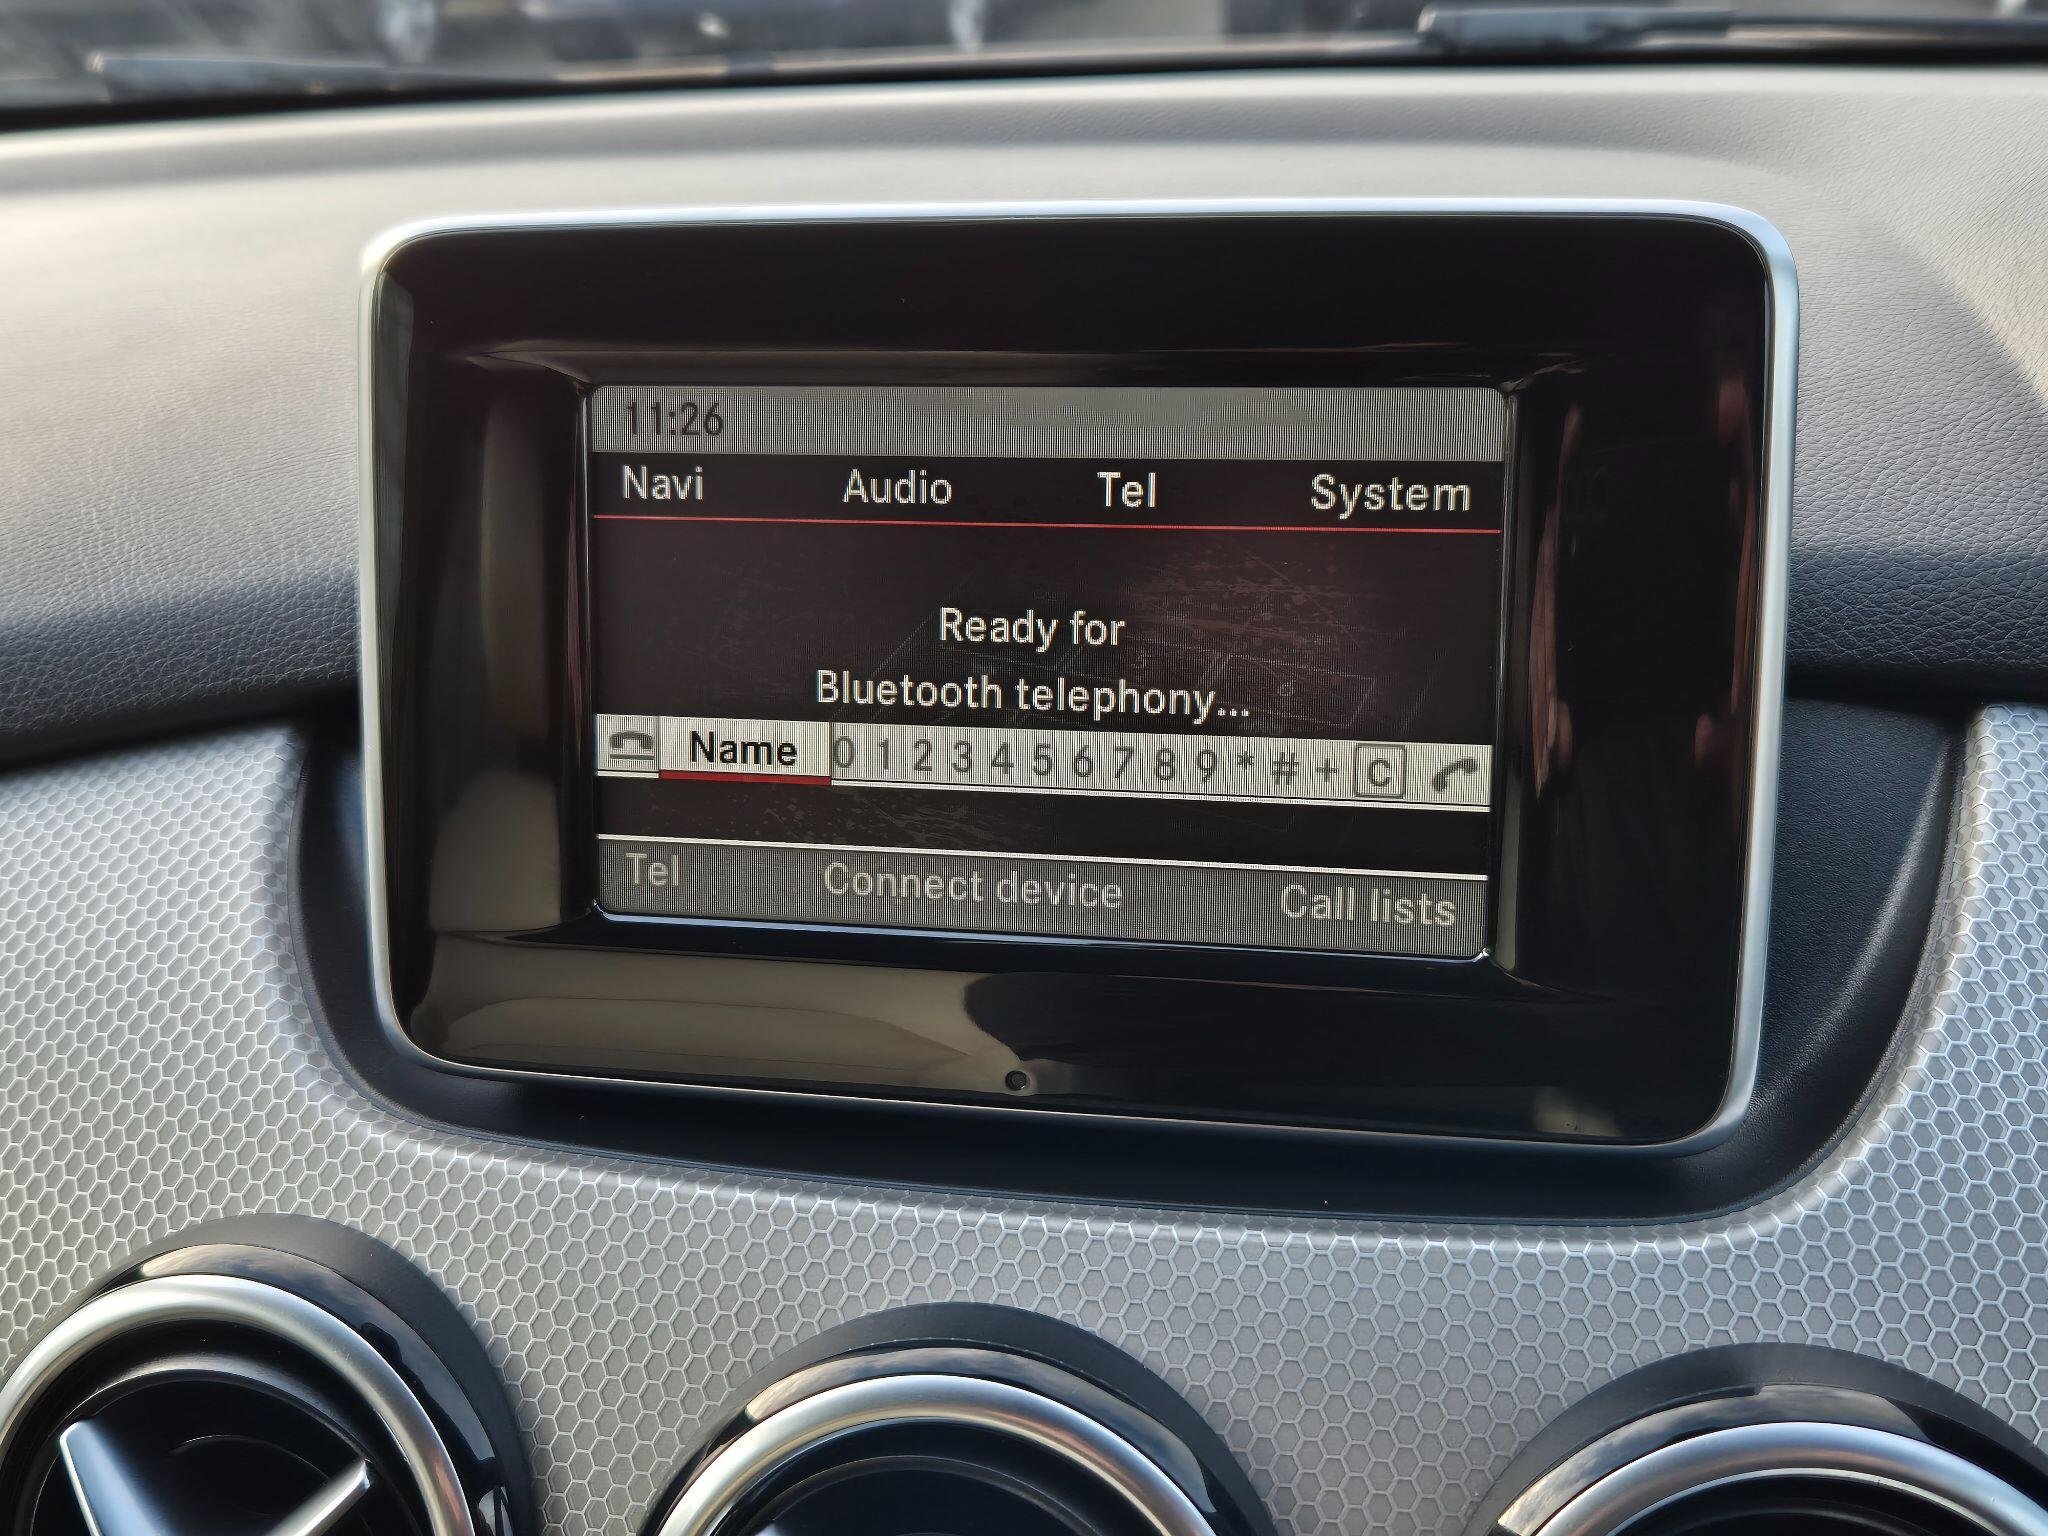 11:26
Navi Audio Tel System
Ready for
Bluetooth telephony...
Name 0 1 2 3 4 5 6 7 8 9 * # + C
Tel Connect device Call lists